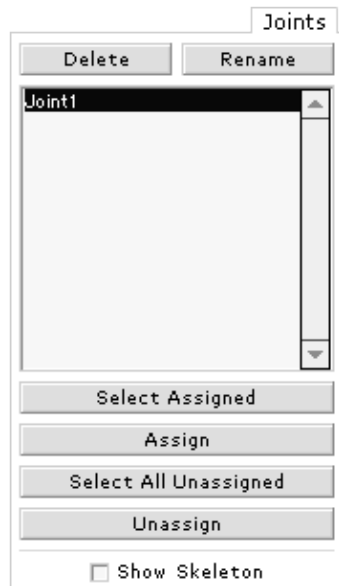 Joints
Delete Rename
Joint1
Select Assigned
Assign
Select All Unassigned
Unassign
Show Skeleton